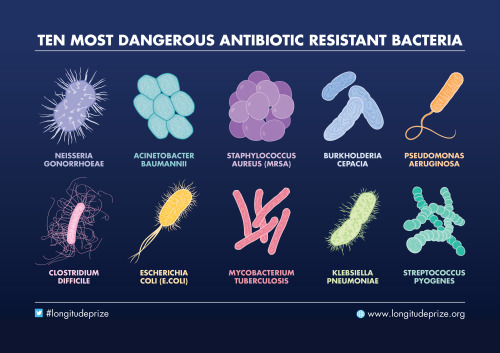 TEN MOST DANGEROUS ANTIBIOTIC RESISTANT BACTERIA
NEISSERIA
GONORRHOEAE
ACINETOBACTER
BAUMANNII
STAPHYLOCOCCUS
AUREUS (MRSA)
BURKHOLDERIA
CEPACIA
PSEUDOMONAS
AERUGINOSA
CLOSTRIDIUM
DIFFICILE
ESCHERICHIA
COLI (E.COLI)
MYCOBACTERIUM
TUBERCULOSIS
KLEBSIELLA
PNEUMONIAE
STREPTOCOCCUS
PYOGENES
#longitudeprize
www.longitudeprize.org